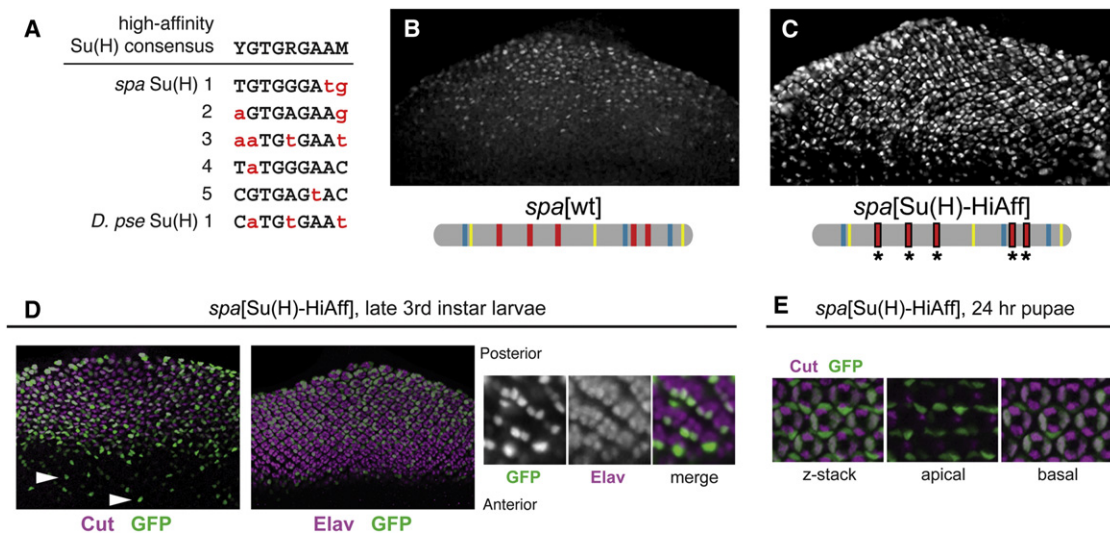 A
high-affinity
Su(H) consensus YGTGRGAAM
spa Su(H) 1 TGTGGGAtg
2 aGTGAGAAg
3 aaTGtGAAt
4 TaTGGGAAC
5 CGTGAGtAC
D. pse Su(H) 1 CaTGtGAAt
B
spa[wt]
C
spa[Su(H)-HiAff]
* * * * *
D spa[Su(H)-HiAff], late 3rd instar larvae
Cut GFP
Elav GFP
Posterior
GFP Elav merge
Anterior
E spa[Su(H)-HiAff], 24 hr pupae
Cut GFP
z-stack apical basal